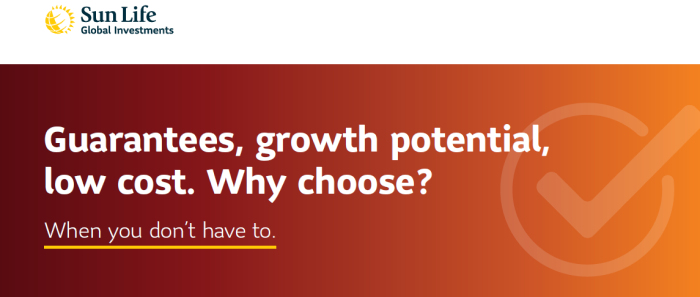 Sun Life
Global Investments
Guarantees, growth potential,
low cost. Why choose?
When you don't have to.